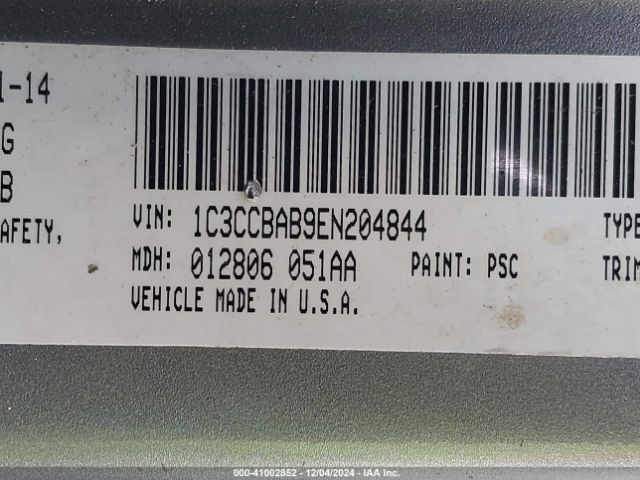 1-14
G
B
AFETY,
VIN: 1C3CCBAB9EN204844
TYPE
MDH: 012806 051AA
PAINT: PSC
TRIM
VEHICLE MADE IN U.S.A.
000-41002852 | 12/04/2024 - IAA Inc.